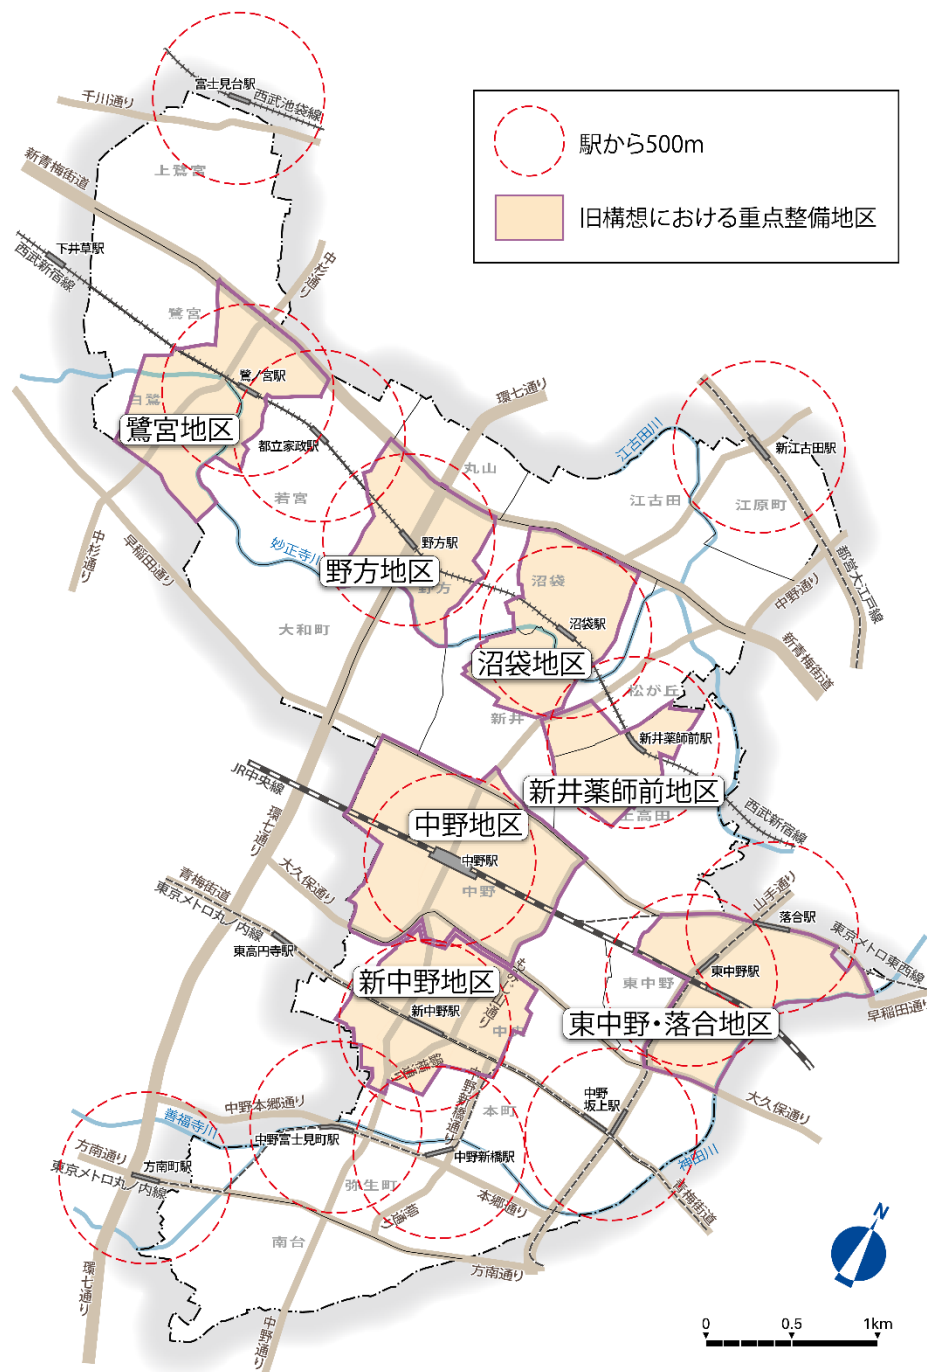 富士見台駅
西武池袋線
千川通り
上鷺宮
新青梅街道
駅から500m
旧構想における重点整備地区
下井草駅
西武新宿線
中杉通り
鷺宮
鷺ノ宮駅
白鷺
鷺宮地区
都立家政駅
若宮
環七通り
丸山
江古田川
江古田
新江古田駅
江原町
都営大江戸線
中野通り
新青梅街道
中杉通り
早稲田通り
妙正寺川
野方駅
野方地区
野方
大和町
沼袋
沼袋駅
沼袋地区
松が丘
新井
新井薬師前駅
新井薬師前地区
上高田
西武新宿線
JR中央線
環七通り
中野地区
中野駅
中野
大久保通り
青梅街道
東京メトロ丸ノ内線
東高円寺駅
新中野地区
新中野駅
もみじ山通り
中央
山手通り
落合駅
東京メトロ東西線
東中野
東中野駅
東中野・落合地区
早稲田通り
大久保通り
中野
坂上駅
中野新橋通り
本町
中野本郷通り
善福寺川
中野富士見町駅
中野新橋駅
方南通り
方南町駅
東京メトロ丸ノ内線
弥生町
本郷通り
神田川
青梅街道
南台
方南通り
環七通り
中野通り
N
0
0.5
1km